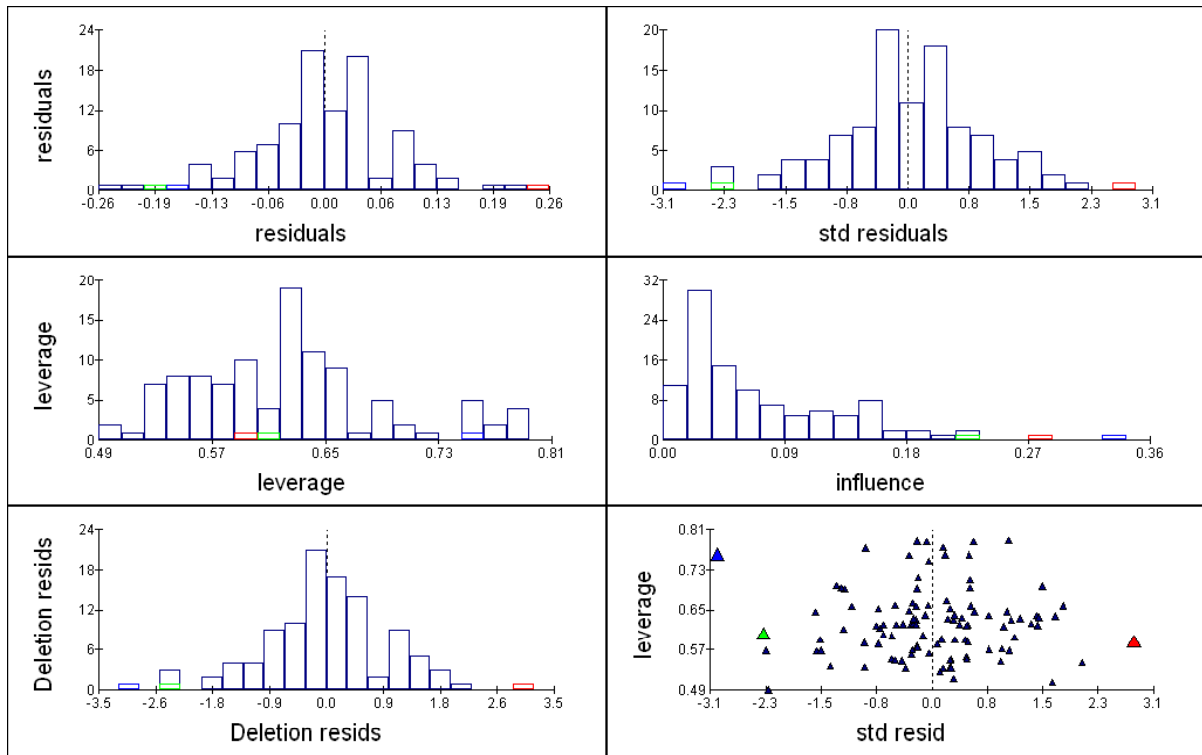 24
18
12
6
0
-0.26 -0.19 -0.13 -0.06 0.00 0.06 0.13 0.19 0.26
residuals
residuals
20
15
10
5
0
-3.1 -2.3 -1.5 -0.8 0.0 0.8 1.5 2.3 3.1
std residuals
20
15
10
5
0
0.49 0.57 0.65 0.73 0.81
leverage
leverage
32
24
16
8
0
0.00 0.09 0.18 0.27 0.36
influence
24
18
12
6
0
-3.5 -2.6 -1.8 -0.9 0.0 0.9 1.8 2.6 3.5
Deletion resids
Deletion resids
0.81
0.73
0.65
0.57
0.49
-3.1 -2.3 -1.5 -0.8 0.0 0.8 1.5 2.3 3.1
leverage
std resid